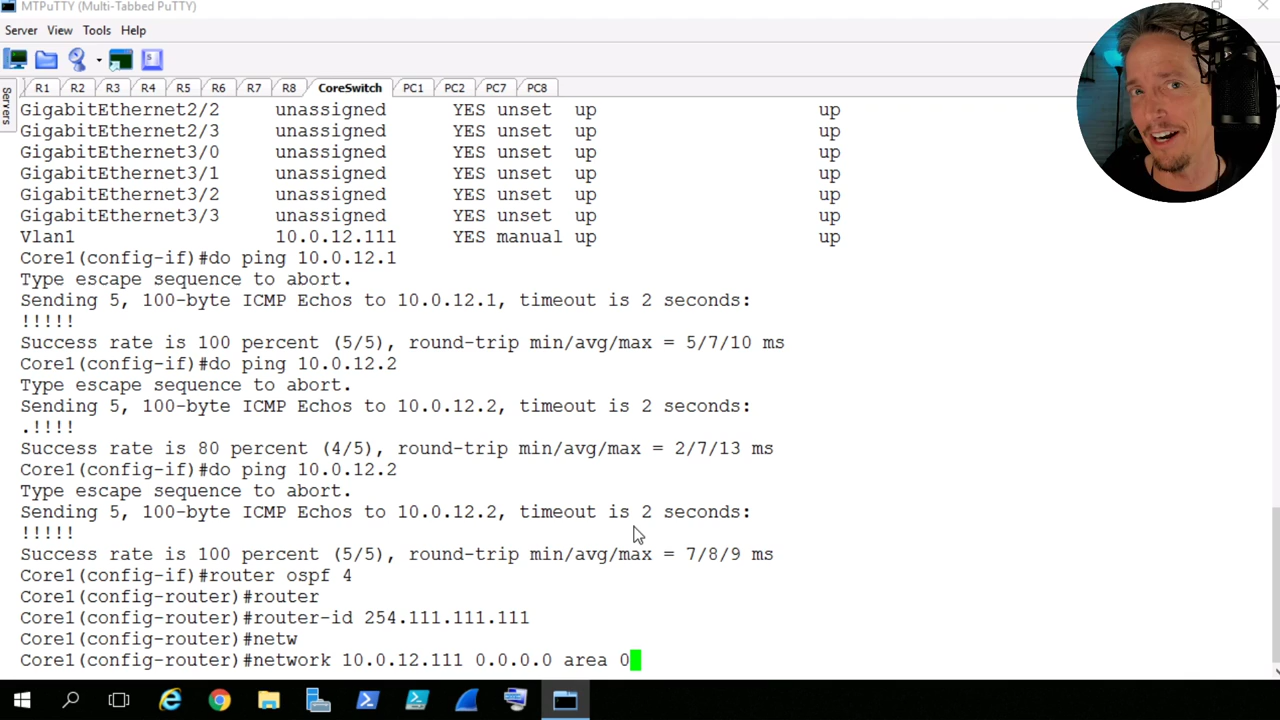 MTPuTTY (Multi-Tabbed PuTTY)
Server View Tools Help
R1 R2 R3 R4 R5 R6 R7 R8 CoreSwitch PC1 PC2 PC7 PC8
Servers
GigabitEthernet2/2 unassigned YES unset up up
GigabitEthernet2/3 unassigned YES unset up up
GigabitEthernet3/0 unassigned YES unset up up
GigabitEthernet3/1 unassigned YES unset up up
GigabitEthernet3/2 unassigned YES unset up up
GigabitEthernet3/3 unassigned YES unset up up
Vlan1 10.0.12.111 YES manual up up
Core1(config-if)#do ping 10.0.12.1
Type escape sequence to abort.
Sending 5, 100-byte ICMP Echos to 10.0.12.1, timeout is 2 seconds:
!!!!!
Success rate is 100 percent (5/5), round-trip min/avg/max = 5/7/10 ms
Core1(config-if)#do ping 10.0.12.2
Type escape sequence to abort.
Sending 5, 100-byte ICMP Echos to 10.0.12.2, timeout is 2 seconds:
.!!!!
Success rate is 80 percent (4/5), round-trip min/avg/max = 2/7/13 ms
Core1(config-if)#do ping 10.0.12.2
Type escape sequence to abort.
Sending 5, 100-byte ICMP Echos to 10.0.12.2, timeout is 2 seconds:
!!!!!
Success rate is 100 percent (5/5), round-trip min/avg/max = 7/8/9 ms
Core1(config-if)#router ospf 4
Core1(config-router)#router
Core1(config-router)#router-id 254.111.111.111
Core1(config-router)#netw
Core1(config-router)#network 10.0.12.111 0.0.0.0 area 0